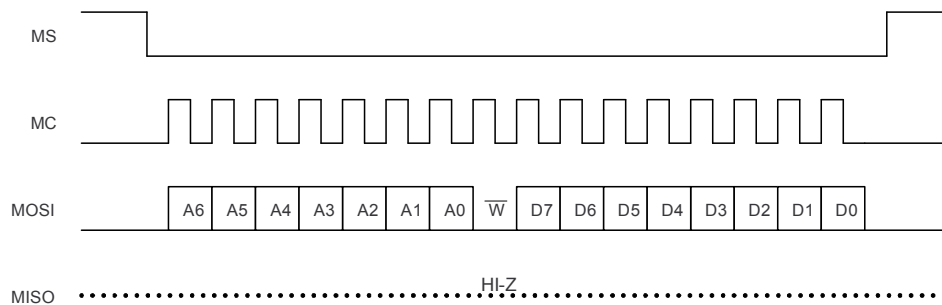 MS
MC
MOSI A6 A5 A4 A3 A2 A1 A0 W̅ D7 D6 D5 D4 D3 D2 D1 D0
HI-Z
MISO